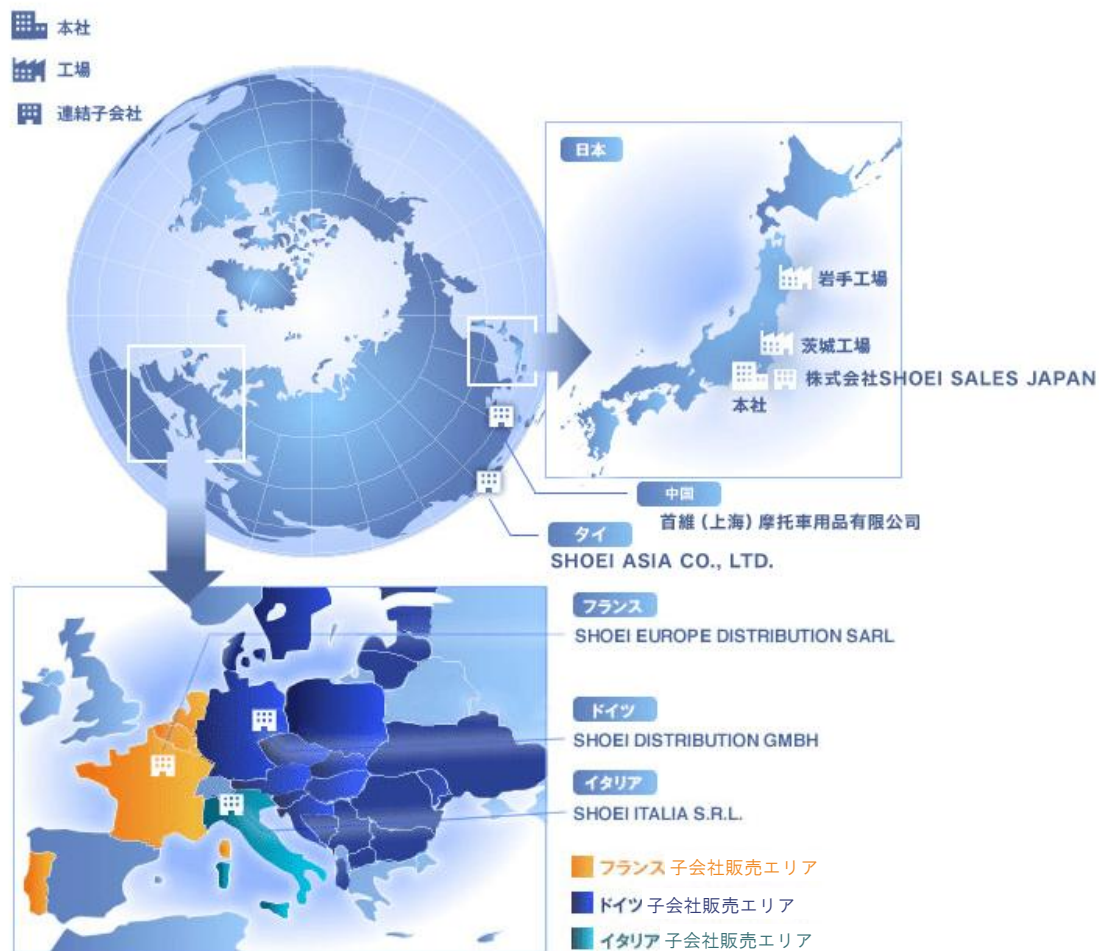 本社
工場
連結子会社
日本
岩手工場
茨城工場
株式会社SHOEI SALES JAPAN
本社
中国
首維（上海）摩托車用品有限公司
タイ
SHOEI ASIA CO., LTD.
フランス
SHOEI EUROPE DISTRIBUTION SARL
ドイツ
SHOEI DISTRIBUTION GMBH
イタリア
SHOEI ITALIA S.R.L.
フランス 子会社販売エリア
ドイツ 子会社販売エリア
イタリア 子会社販売エリア